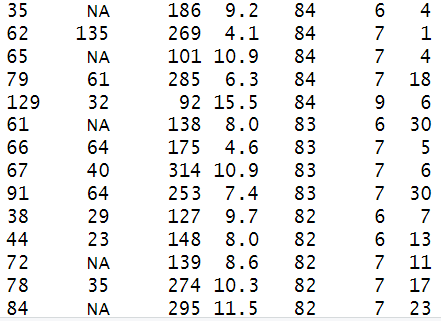 35 NA 186 9.2 84 6 4
62 135 269 4.1 84 7 1
65 NA 101 10.9 84 7 4
79 61 285 6.3 84 7 18
129 32 92 15.5 84 9 6
61 NA 138 8.0 83 6 30
66 64 175 4.6 83 7 5
67 40 314 10.9 83 7 6
91 64 253 7.4 83 7 30
38 29 127 9.7 82 6 7
44 23 148 8.0 82 6 13
72 NA 139 8.6 82 7 11
78 35 274 10.3 82 7 17
84 NA 295 11.5 82 7 23